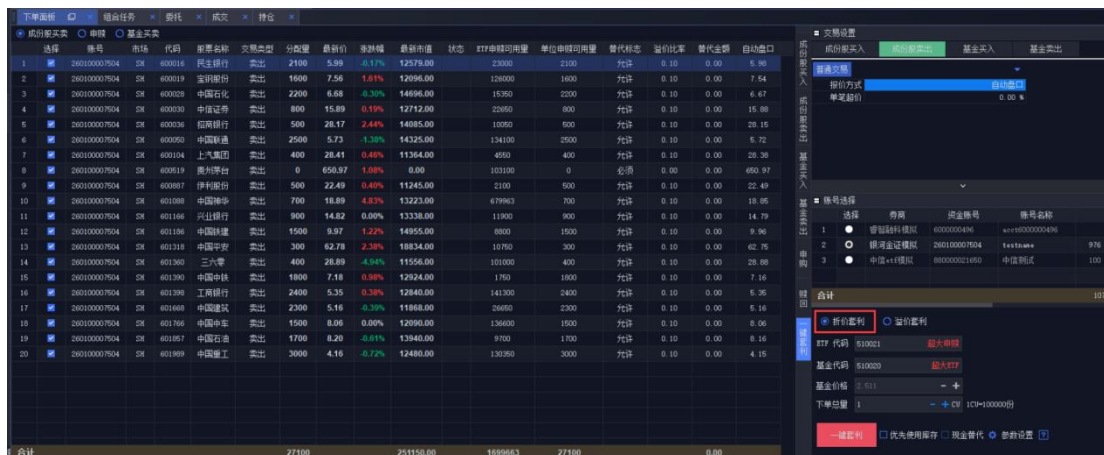 下单面板 组合任务 × 委托 × 成交 × 持仓 ×
成份股买卖 申赎 基金买卖
选择 账号 市场 代码 股票名称 交易类型 分配量 最新价 涨跌幅 最新市值 状态 ETF申赎可用量 单位申赎可用量 替代标志 溢价比率 替代金额 自动盘口
1 260100007504 SH 600016 民生银行 卖出 2100 5.99 -0.17% 12579.00 23000 2100 允许 0.10 0.00 5.98
2 260100007504 SH 600019 宝钢股份 卖出 1600 7.56 1.61% 12096.00 126000 1600 允许 0.10 0.00 7.54
3 260100007504 SH 600028 中国石化 卖出 2200 6.68 -0.30% 14696.00 15350 2200 允许 0.10 0.00 6.67
4 260100007504 SH 600030 中信证券 卖出 800 15.89 0.19% 12712.00 22650 800 允许 0.10 0.00 15.88
5 260100007504 SH 600036 招商银行 卖出 500 28.17 2.44% 14085.00 10050 500 允许 0.10 0.00 28.15
6 260100007504 SH 600050 中国联通 卖出 2500 5.73 -1.38% 14325.00 134100 2500 允许 0.10 0.00 5.72
7 260100007504 SH 600104 上汽集团 卖出 400 28.41 0.46% 11364.00 4550 400 允许 0.10 0.00 28.38
8 260100007504 SH 600519 贵州茅台 卖出 0 650.97 1.08% 0.00 103100 0 必须 0.00 0.00 650.97
9 260100007504 SH 600887 伊利股份 卖出 500 22.49 0.40% 11245.00 2100 500 允许 0.10 0.00 22.49
10 260100007504 SH 601088 中国神华 卖出 700 18.89 4.83% 13223.00 679963 700 允许 0.10 0.00 18.85
11 260100007504 SH 601166 兴业银行 卖出 900 14.82 0.00% 13338.00 11900 900 允许 0.10 0.00 14.79
12 260100007504 SH 601186 中国铁建 卖出 1500 9.97 1.22% 14955.00 8800 1500 允许 0.10 0.00 9.96
13 260100007504 SH 601318 中国平安 卖出 300 62.78 2.38% 18834.00 10750 300 允许 0.10 0.00 62.75
14 260100007504 SH 601360 三六零 卖出 400 28.89 -4.94% 11556.00 101000 400 允许 0.10 0.00 28.88
15 260100007504 SH 601390 中国中铁 卖出 1800 7.18 0.98% 12924.00 1750 1800 允许 0.10 0.00 7.16
16 260100007504 SH 601398 工商银行 卖出 2400 5.35 0.38% 12840.00 141300 2400 允许 0.10 0.00 5.35
17 260100007504 SH 601668 中国建筑 卖出 2300 5.16 -0.39% 11868.00 26650 2300 允许 0.10 0.00 5.16
18 260100007504 SH 601766 中国中车 卖出 1500 8.06 0.00% 12090.00 136600 1500 允许 0.10 0.00 8.06
19 260100007504 SH 601857 中国石油 卖出 1700 8.20 -0.61% 13940.00 9700 1700 允许 0.10 0.00 8.16
20 260100007504 SH 601989 中国重工 卖出 3000 4.16 -0.72% 12480.00 130350 3000 允许 0.10 0.00 4.15
合计 27100 251150.00 1699663 27100 0.00
成份股买入
成份股卖出
基金买入
基金卖出
申购
赎回
一键套利
交易设置
成份股买入 成份股卖出 基金买入 基金卖出
普通交易
报价方式 自动盘口
单笔超价 0.00 %
账号选择
选择 券商 资金账号 账号名称
1 睿智融科模拟 6000000496 acct6000000496
2 银河金证模拟 260100007504 testname 976
3 中信etf模拟 880000021650 中信测试 100
合计 107
折价套利 溢价套利
ETF 代码 510021 最大申赎
基金代码 510020 最大ETF
基金价格 2.511 - +
下单总量 1 - + CU 1CU=100000份
一键套利 优先使用库存 现金替代 参数设置 ?